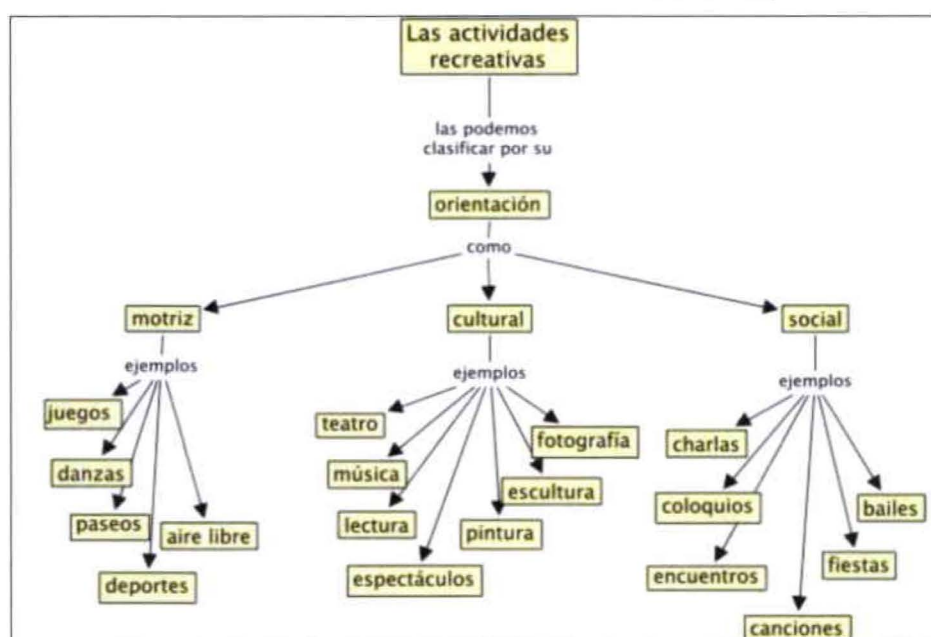 Las actividades
recreativas
las podemos
clasificar por su
orientación
como
motriz
cultural
social
ejemplos
juegos
danzas
paseos
aire libre
deportes
ejemplos
teatro
fotografía
música
escultura
lectura
pintura
espectáculos
ejemplos
charlas
coloquios
bailes
encuentros
fiestas
canciones